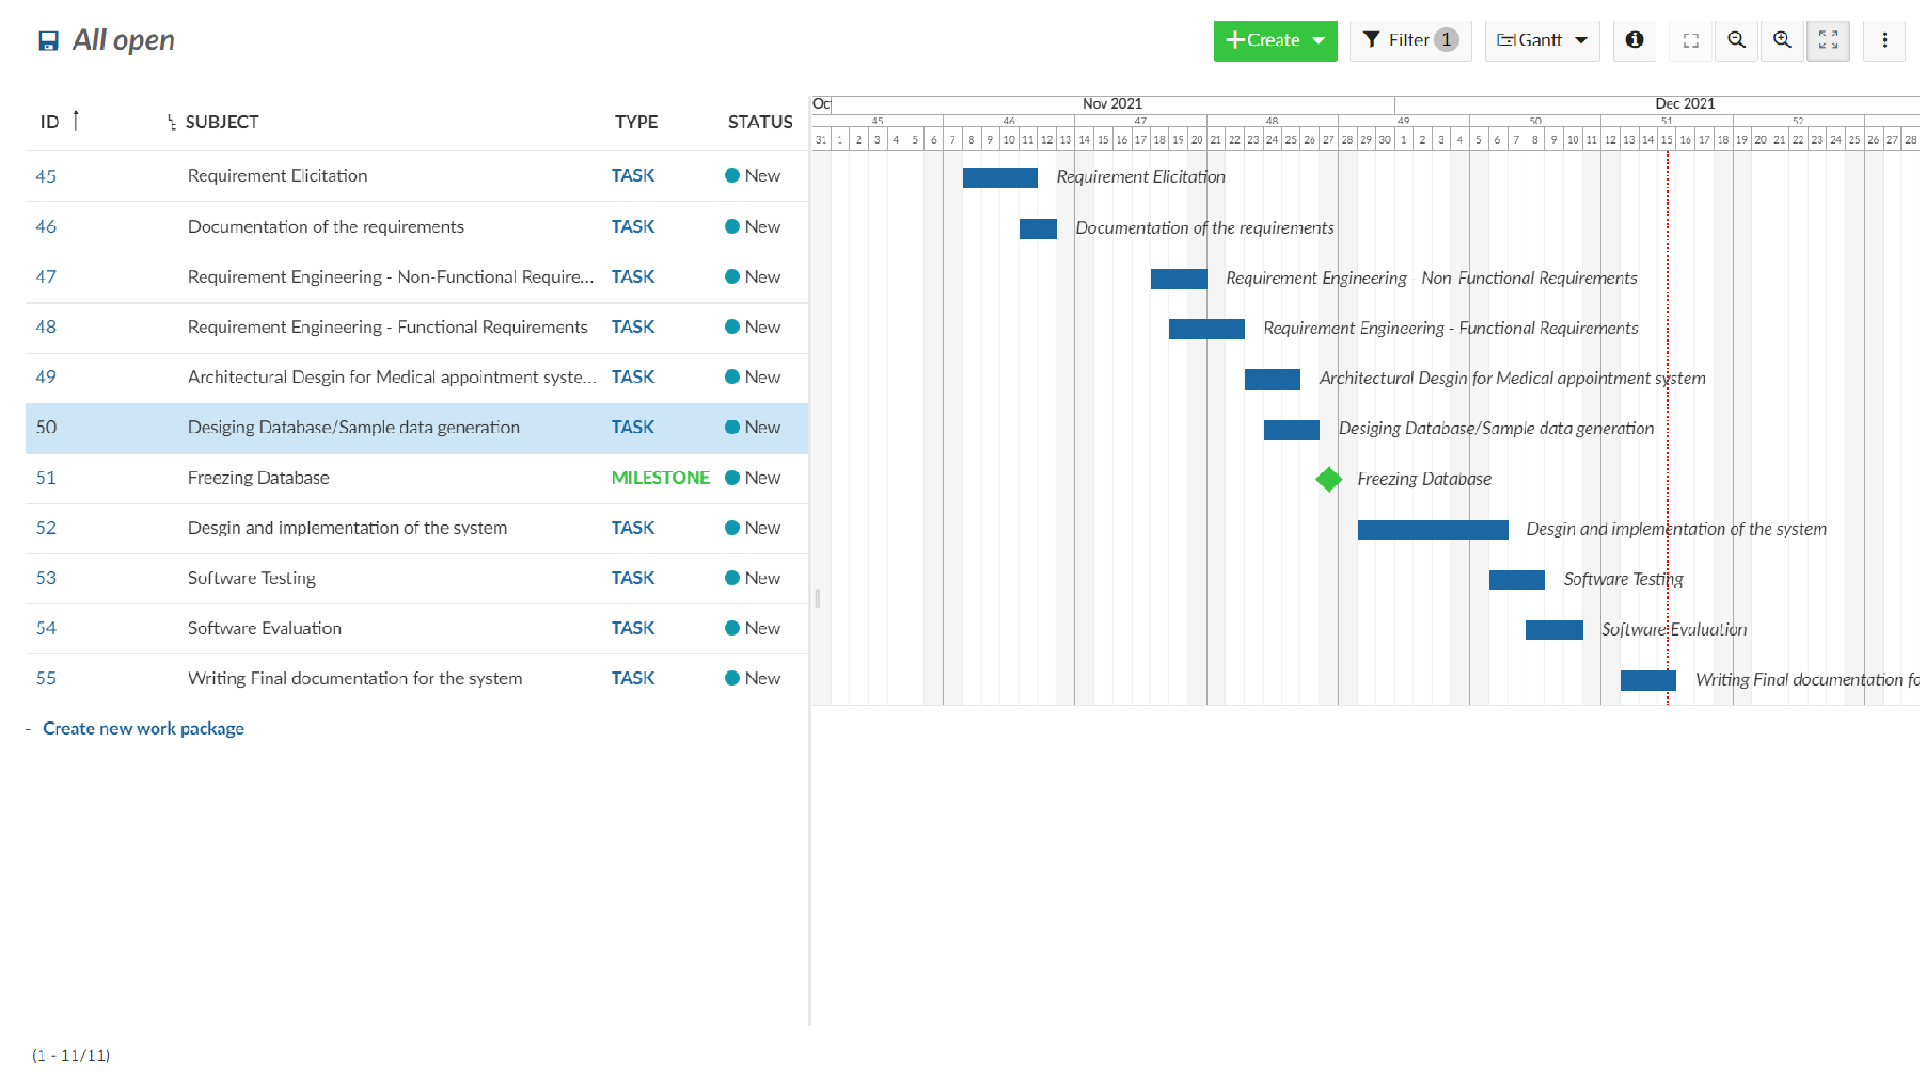 All open
Create Filter 1 Gantt
ID SUBJECT TYPE STATUS
Oct Nov 2021 Dec 2021
45 46 47 48 49 50 51 52
31 1 2 3 4 5 6 7 8 9 10 11 12 13 14 15 16 17 18 19 20 21 22 23 24 25 26 27 28 29 30 1 2 3 4 5 6 7 8 9 10 11 12 13 14 15 16 17 18 19 20 21 22 23 24 25 26 27 28
45 Requirement Elicitation TASK New Requirement Elicitation
46 Documentation of the requirements TASK New Documentation of the requirements
47 Requirement Engineering - Non-Functional Require... TASK New Requirement Engineering - Non-Functional Requirements
48 Requirement Engineering - Functional Requirements TASK New Requirement Engineering - Functional Requirements
49 Architectural Desgin for Medical appointment syste... TASK New Architectural Desgin for Medical appointment system
50 Desiging Database/Sample data generation TASK New Desiging Database/Sample data generation
51 Freezing Database MILESTONE New Freezing Database
52 Desgin and implementation of the system TASK New Desgin and implementation of the system
53 Software Testing TASK New Software Testing
54 Software Evaluation TASK New Software Evaluation
55 Writing Final documentation for the system TASK New Writing Final documentation fo
- Create new work package
(1 - 11/11)